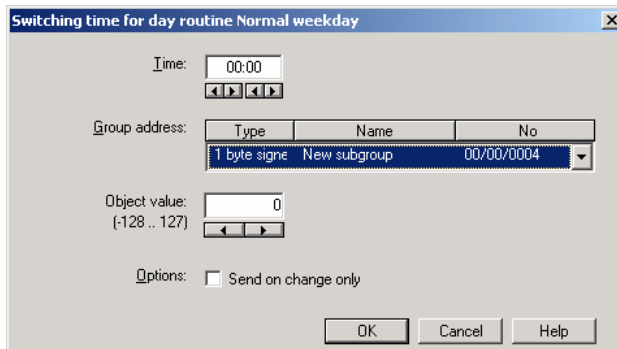 Switching time for day routine Normal weekday
Time: 00:00
Group address: Type Name No
1 byte signe New subgroup 00/00/0004
Object value: 0
(-128 .. 127)
Options: Send on change only
OK Cancel Help